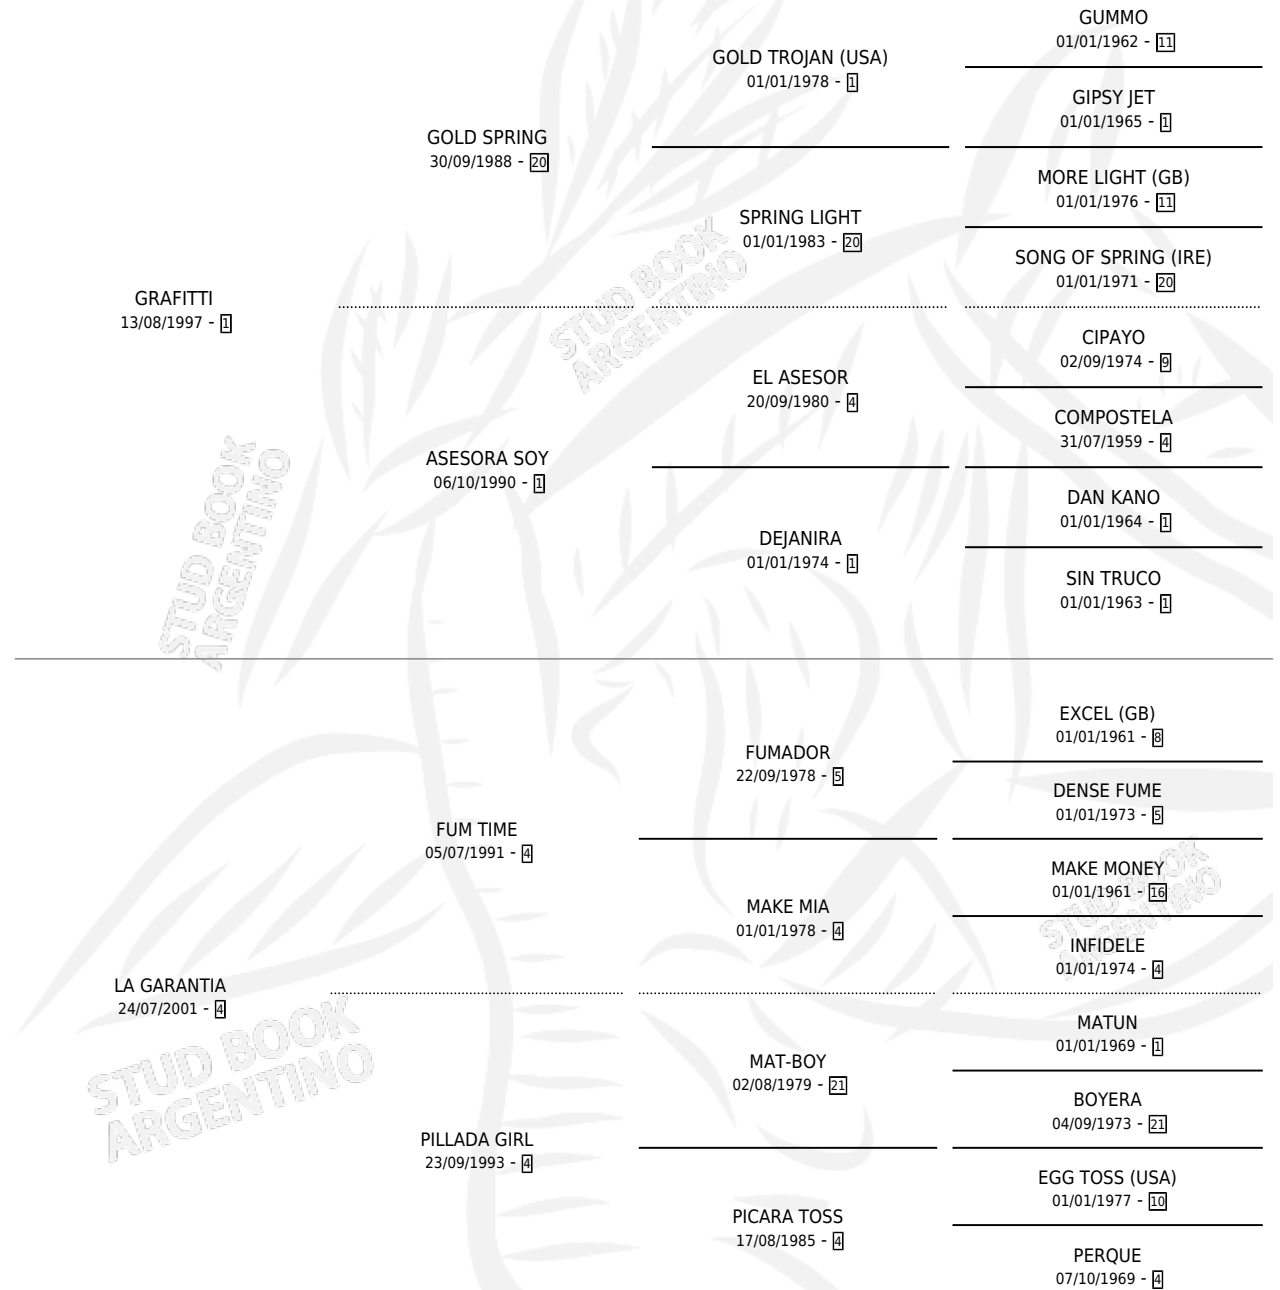 GUMMO
01/01/1962 - 11
GOLD TROJAN (USA)
01/01/1978 - 1
GIPSY JET
01/01/1965 - 1
GOLD SPRING
30/09/1988 - 20
MORE LIGHT (GB)
01/01/1976 - 11
SPRING LIGHT
01/01/1983 - 20
SONG OF SPRING (IRE)
01/01/1971 - 20
GRAFITTI
13/08/1997 - 1
CIPAYO
02/09/1974 - 9
EL ASESOR
20/09/1980 - 4
COMPOSTELA
31/07/1959 - 4
ASESORA SOY
06/10/1990 - 1
DAN KANO
01/01/1964 - 1
DEJANIRA
01/01/1974 - 1
SIN TRUCO
01/01/1963 - 1
EXCEL (GB)
01/01/1961 - 8
FUMADOR
22/09/1978 - 5
DENSE FUME
01/01/1973 - 5
FUM TIME
05/07/1991 - 4
MAKE MONEY
01/01/1961 - 16
MAKE MIA
01/01/1978 - 4
INFIDELE
01/01/1974 - 4
LA GARANTIA
24/07/2001 - 4
MATUN
01/01/1969 - 1
MAT-BOY
02/08/1979 - 21
BOYERA
04/09/1973 - 21
PILLADA GIRL
23/09/1993 - 4
EGG TOSS (USA)
01/01/1977 - 10
PICARA TOSS
17/08/1985 - 4
PERQUE
07/10/1969 - 4
STUD BOOK
ARGENTINO
STUD BOOK
ARGENTINO
STUD BOOK
ARGENTINO
STUD BOOK
ARGENTINO